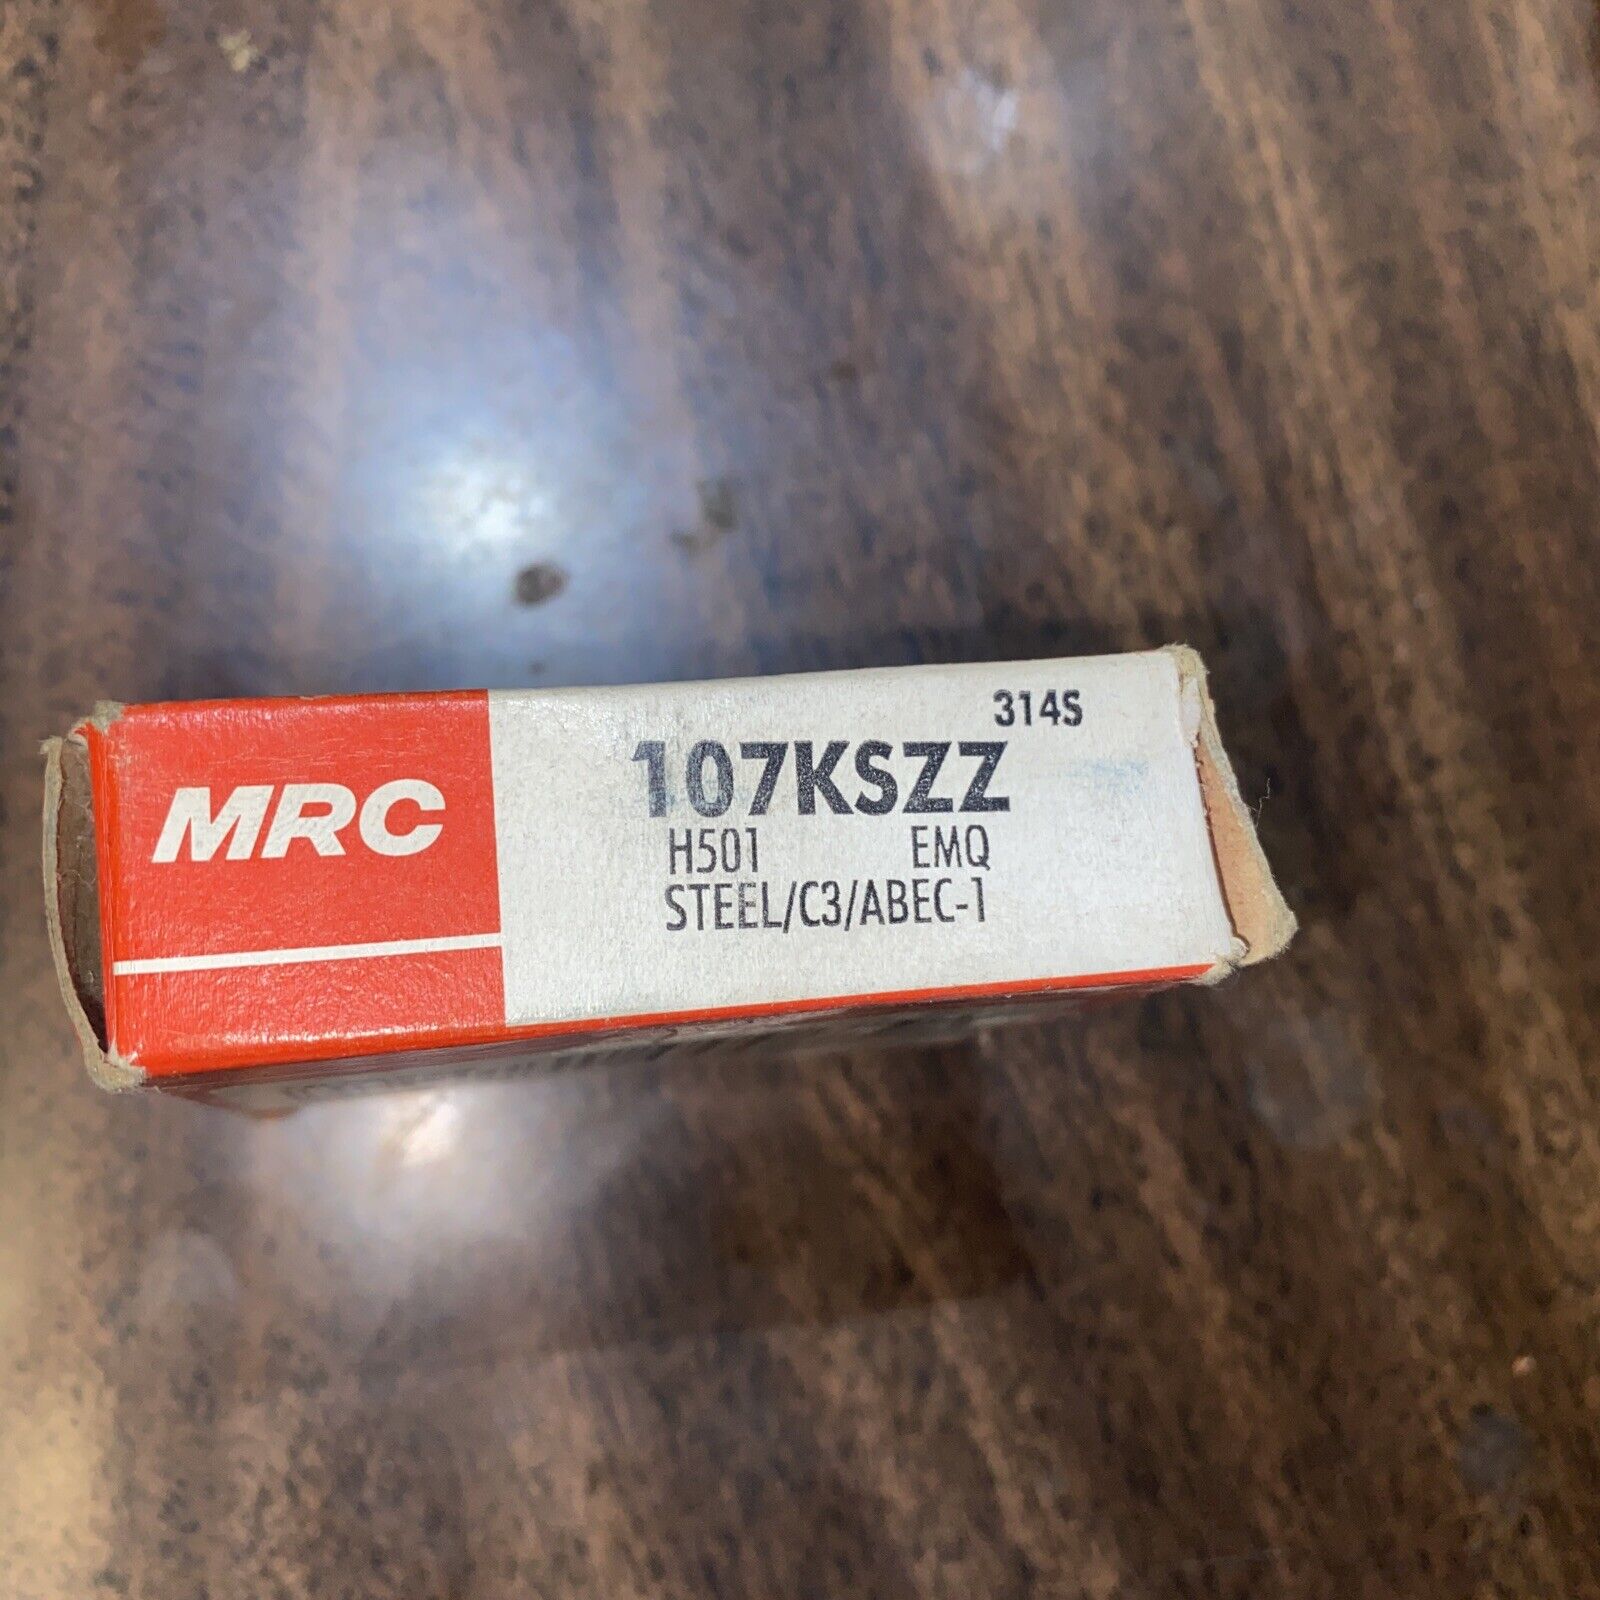 MRC
314S
107KSZZ
H501 EMQ
STEEL/C3/ABEC-1